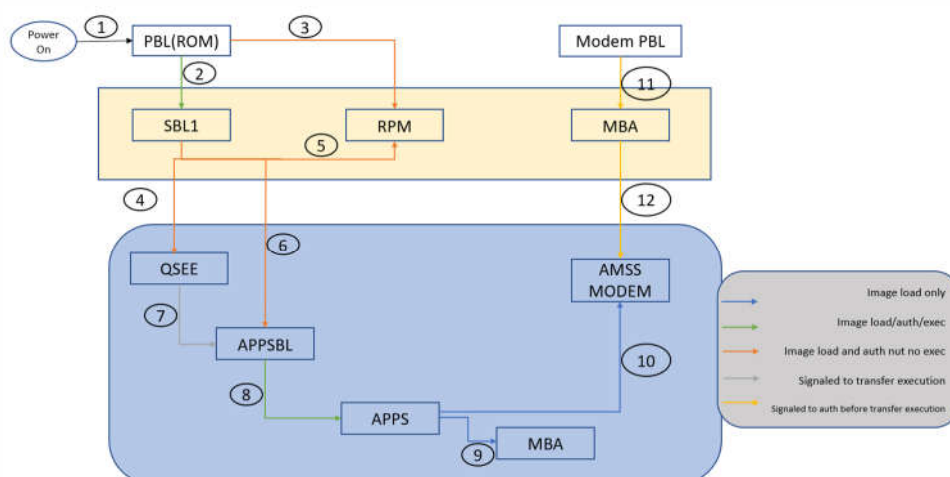 Power
On
1
PBL(ROM)
3
Modem PBL
2
11
SBL1
RPM
MBA
5
4
12
6
QSEE
AMSS
MODEM
7
APPSBL
10
8
APPS
9
MBA
Image load only
Image load/auth/exec
Image load and auth nut no exec
Signaled to transfer execution
Signaled to auth before transfer execution